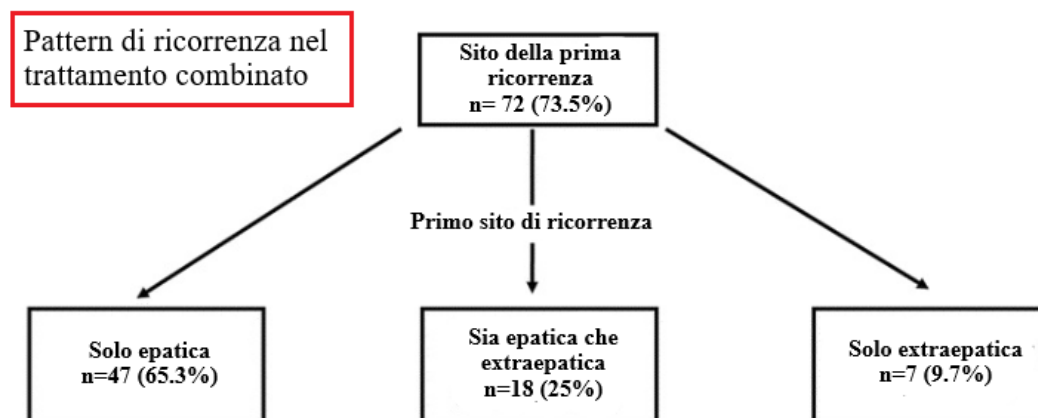 Pattern di ricorrenza nel
trattamento combinato
Sito della prima
ricorrenza
n= 72 (73.5%)
Primo sito di ricorrenza
Solo epatica
n=47 (65.3%)
Sia epatica che
extraepatica
n=18 (25%)
Solo extraepatica
n=7 (9.7%)